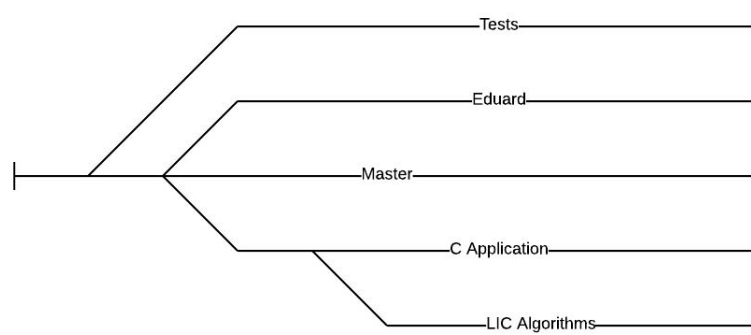 Tests
Eduard
Master
C Application
LIC Algorithms